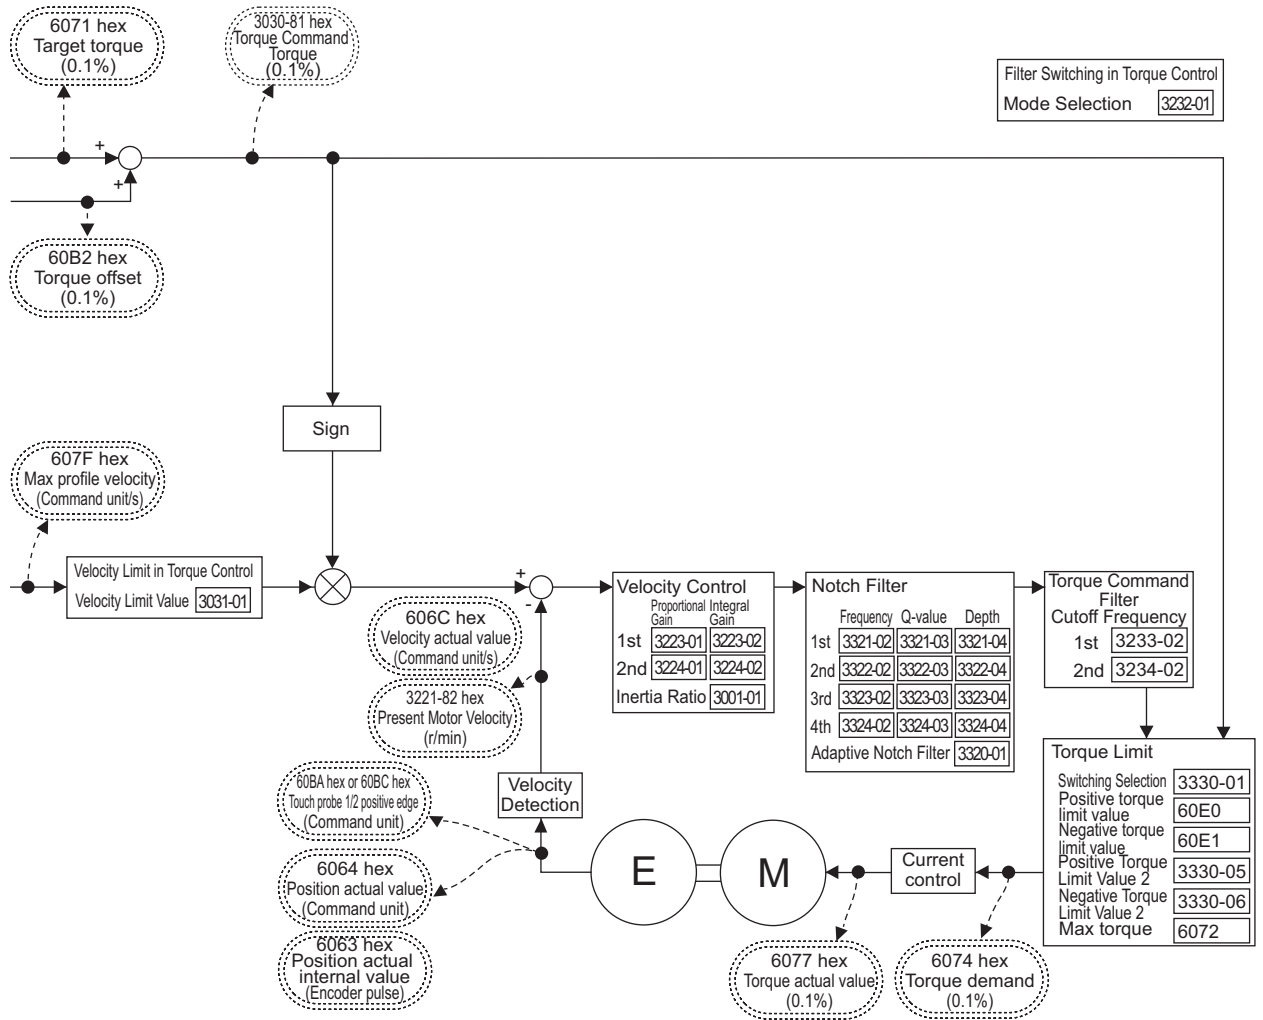 6071 hex
Target torque
(0.1%)
3030-81 hex
Torque Command
Torque
(0.1%)
Filter Switching in Torque Control
Mode Selection 3232-01
+
+
60B2 hex
Torque offset
(0.1%)
Sign
607F hex
Max profile velocity
(Command unit/s)
Velocity Limit in Torque Control
Velocity Limit Value 3031-01
+
-
606C hex
Velocity actual value
(Command unit/s)
3221-82 hex
Present Motor Velocity
(r/min)
Velocity Control
Proportional Integral
Gain Gain
1st 3223-01 3223-02
2nd 3224-01 3224-02
Inertia Ratio 3001-01
Notch Filter
Frequency Q-value Depth
1st 3321-02 3321-03 3321-04
2nd 3322-02 3322-03 3322-04
3rd 3323-02 3323-03 3323-04
4th 3324-02 3324-03 3324-04
Adaptive Notch Filter 3320-01
Torque Command
Filter
Cutoff Frequency
1st 3233-02
2nd 3234-02
Torque Limit
Switching Selection 3330-01
Positive torque
limit value 60E0
Negative torque
limit value 60E1
Positive Torque
Limit Value 2 3330-05
Negative Torque
Limit Value 2 3330-06
Max torque 6072
60BA hex or 60BC hex
Touch probe 1/2 positive edge
(Command unit)
Velocity
Detection
6064 hex
Position actual value
(Command unit)
6063 hex
Position actual
internal value
(Encoder pulse)
E
M
Current
control
6077 hex
Torque actual value
(0.1%)
6074 hex
Torque demand
(0.1%)